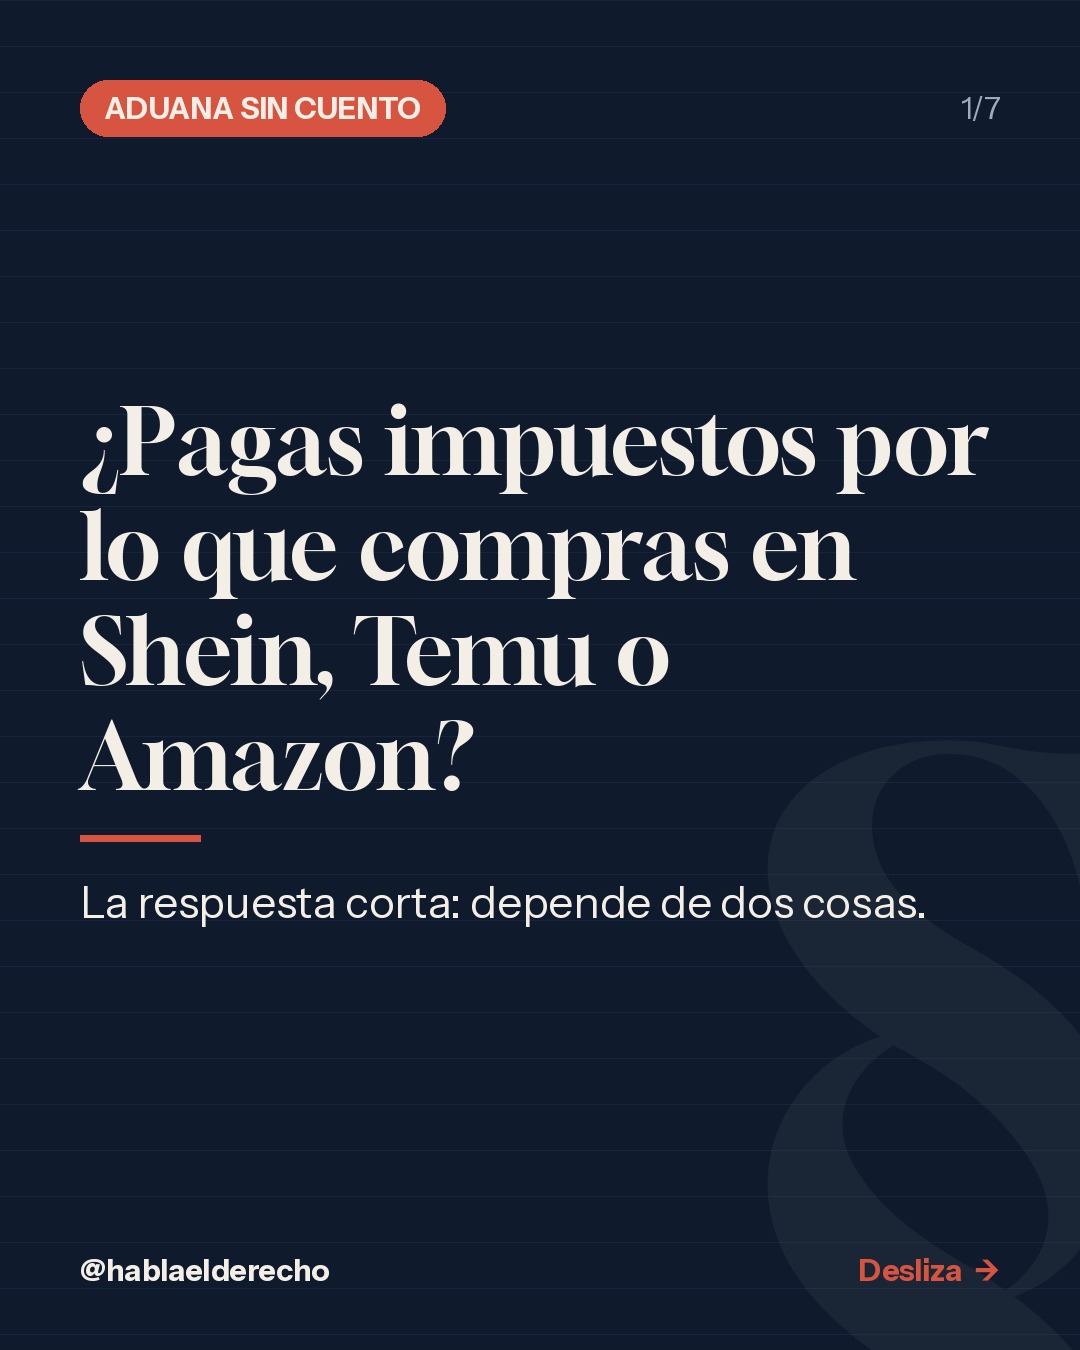 ADUANA SIN CUENTO
1/7
¿Pagas impuestos por
lo que compras en
Shein, Temu o
Amazon?
La respuesta corta: depende de dos cosas.
@hablaelderecho
Desliza →
§